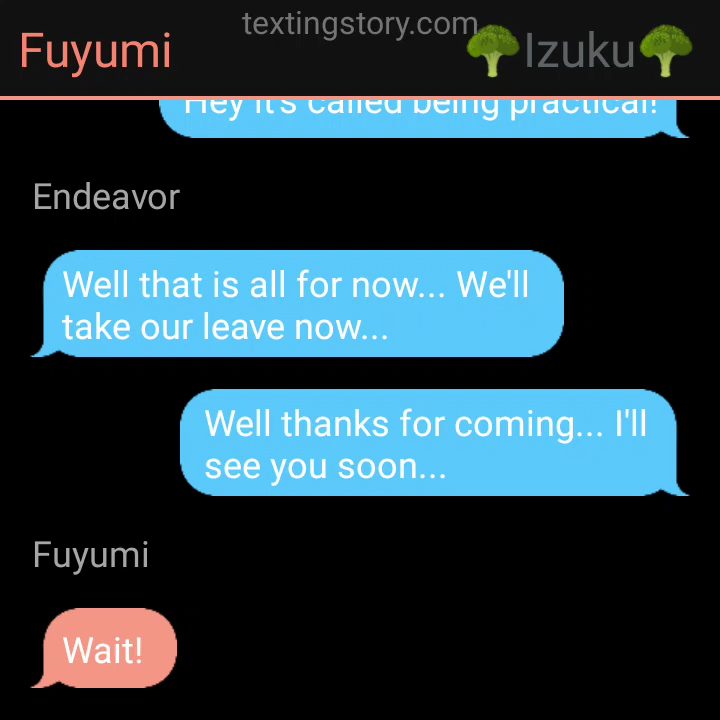 textingstory.com
Fuyumi
🥦Izuku🥦
Hey it's called being practical!
Endeavor
Well that is all for now... We'll
take our leave now...
Well thanks for coming... I'll
see you soon...
Fuyumi
Wait!